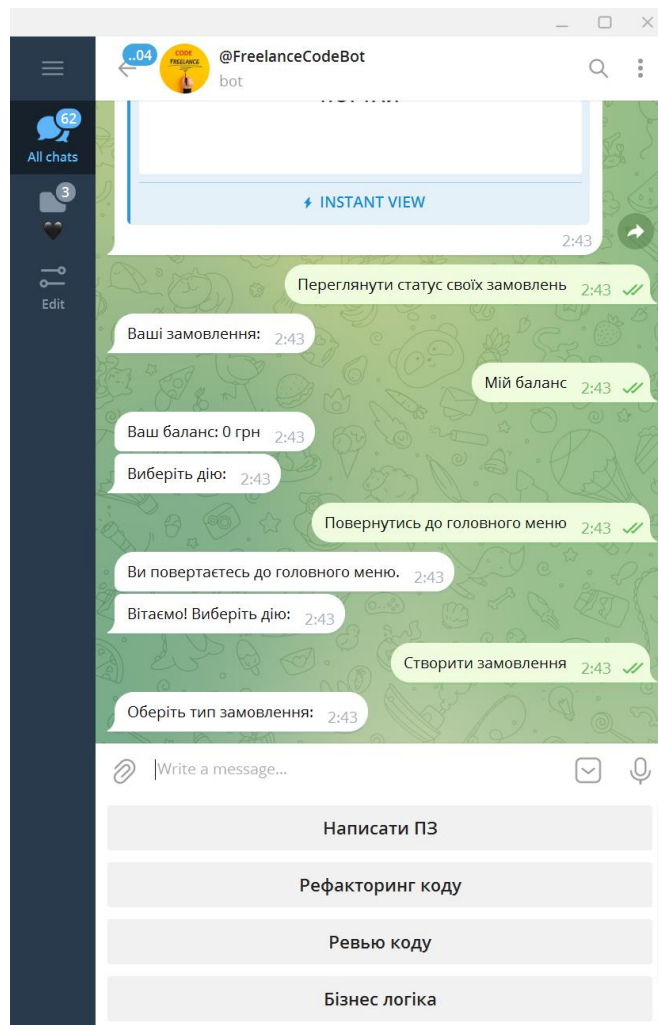 ..04
CODE
FREELANCE
@FreelanceCodeBot
bot
62
All chats
3
Edit
INSTANT VIEW
2:43
Переглянути статус своїх замовлень 2:43
Ваші замовлення: 2:43
Мій баланс 2:43
Ваш баланс: 0 грн 2:43
Виберіть дію: 2:43
Повернутись до головного меню 2:43
Ви повертаєтесь до головного меню. 2:43
Вітаємо! Виберіть дію: 2:43
Створити замовлення 2:43
Оберіть тип замовлення: 2:43
Write a message...
Написати ПЗ
Рефакторинг коду
Ревью коду
Бізнес логіка